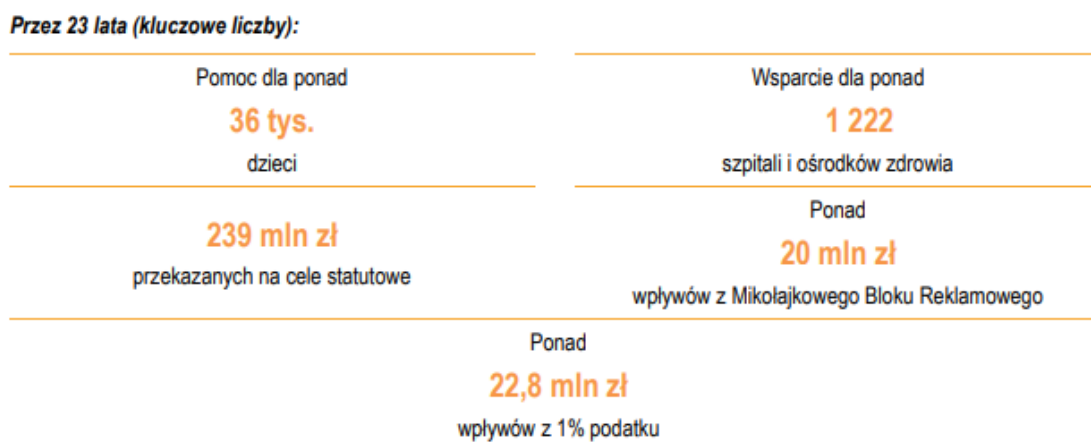 Przez 23 lata (kluczowe liczby):
Pomoc dla ponad
36 tys.
dzieci
Wsparcie dla ponad
1 222
szpitali i ośrodków zdrowia
239 mln zł
przekazanych na cele statutowe
Ponad
20 mln zł
wpływów z Mikołajkowego Bloku Reklamowego
Ponad
22,8 mln zł
wpływów z 1% podatku